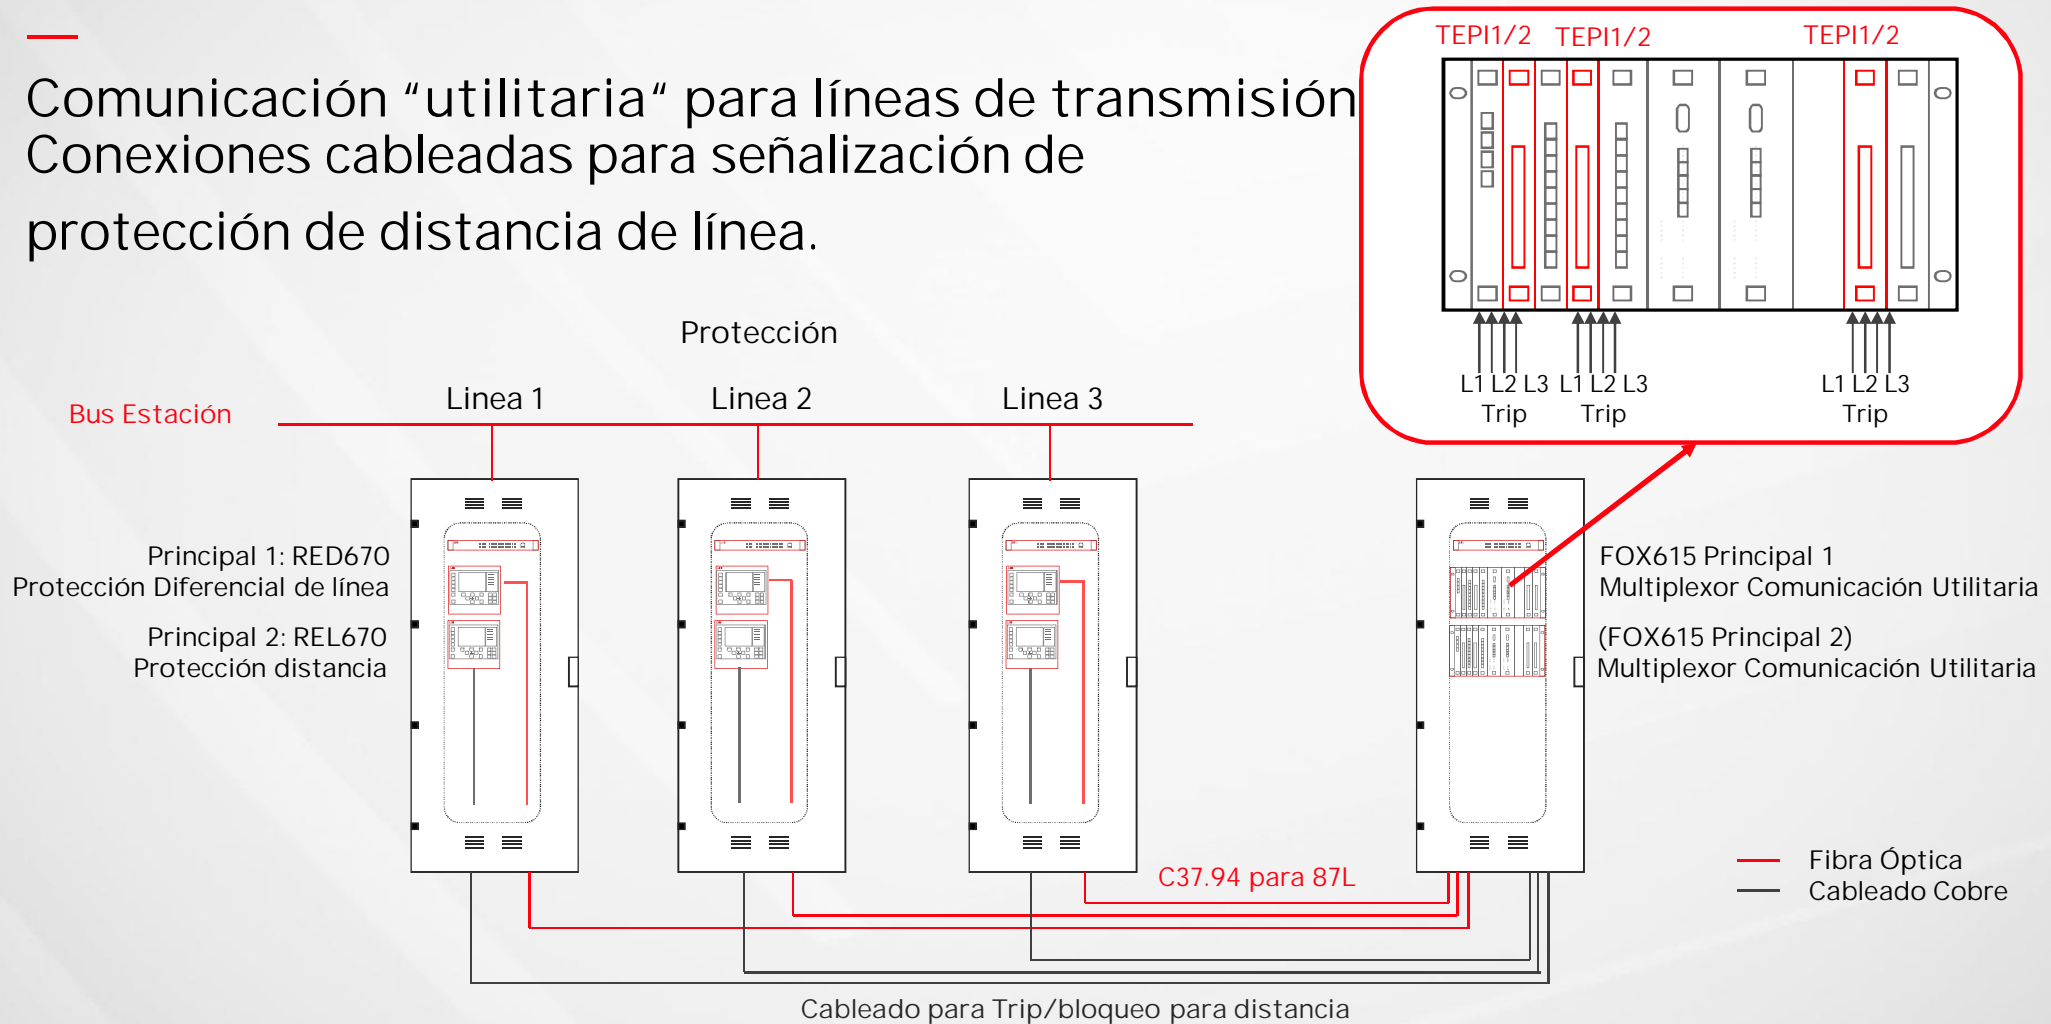 Comunicación "utilitaria" para líneas de transmisión
Conexiones cableadas para señalización de
protección de distancia de línea.
TEPI1/2 TEPI1/2 TEPI1/2
L1 L2 L3 L1 L2 L3 L1 L2 L3
Trip Trip Trip
Protección
Bus Estación
Linea 1 Linea 2 Linea 3
Principal 1: RED670
Protección Diferencial de línea
Principal 2: REL670
Protección distancia
FOX615 Principal 1
Multiplexor Comunicación Utilitaria
(FOX615 Principal 2)
Multiplexor Comunicación Utilitaria
C37.94 para 87L
Fibra Óptica
Cableado Cobre
Cableado para Trip/bloqueo para distancia